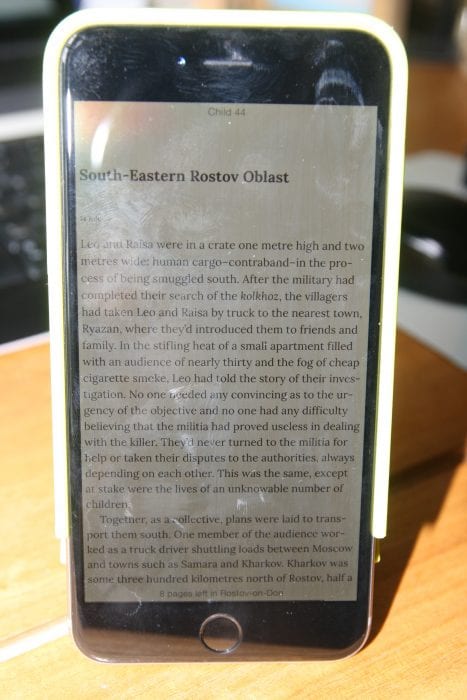 Child 44
South-Eastern Rostov Oblast
14 July
Leo and Raisa were in a crate one metre high and two
metres wide: human cargo–contraband–in the pro-
cess of being smuggled south. After the military had
completed their search of the kolkhoz, the villagers
had taken Leo and Raisa by truck to the nearest town,
Ryazan, where they'd introduced them to friends and
family. In the stifling heat of a small apartment filled
with an audience of nearly thirty and the fog of cheap
cigarette smoke, Leo had told the story of their inves-
tigation. No one needed any convincing as to the ur-
gency of the objective and no one had any difficulty
believing that the militia had proved useless in dealing
with the killer. They'd never turned to the militia for
help or taken their disputes to the authorities, always
depending on each other. This was the same, except
at stake were the lives of an unknowable number of
children.
Together, as a collective, plans were laid to trans-
port them south. One member of the audience wor-
ked as a truck driver shuttling loads between Moscow
and towns such as Samara and Kharkov. Kharkov was
some three hundred kilometres north of Rostov, half a
8 pages left in Rostov-on-Don